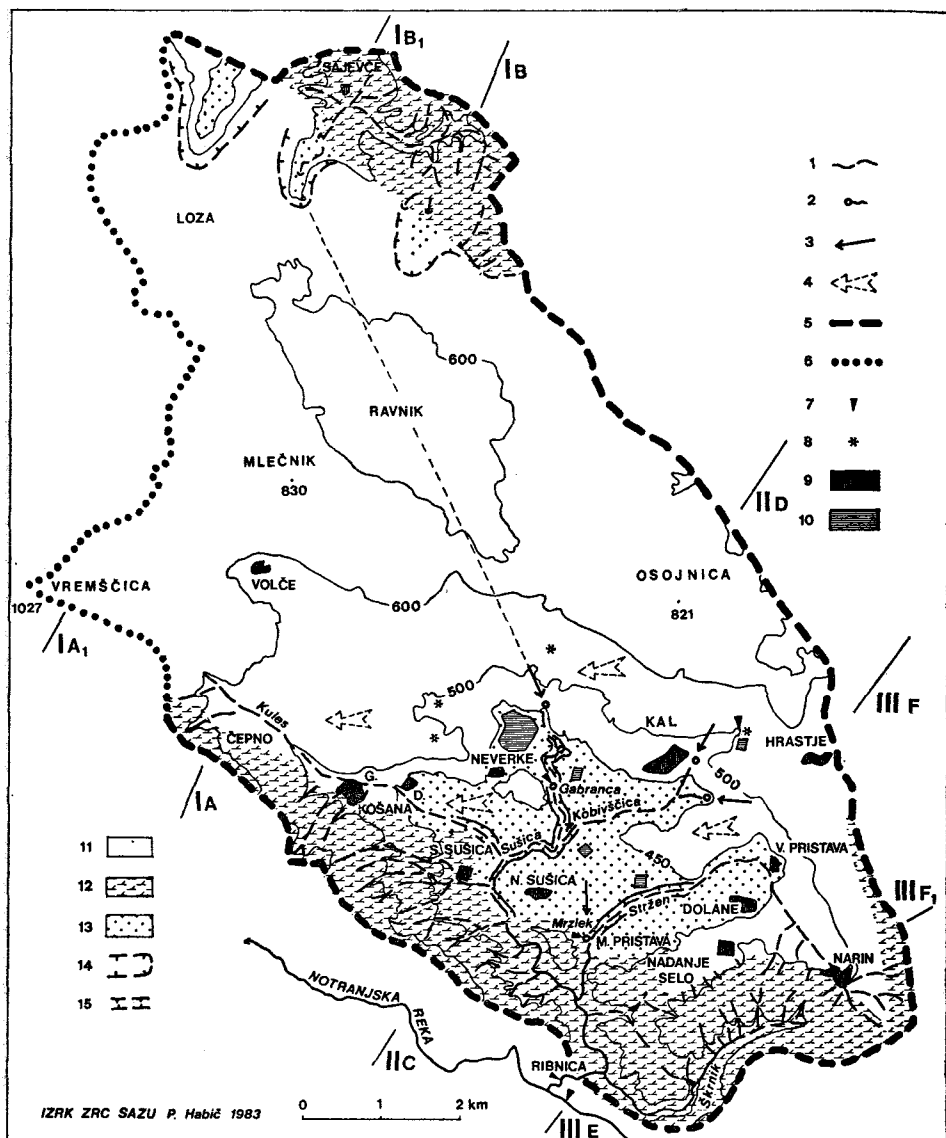 IB₁
IB
SAJEVČE
1
2
3
4
5
6
7
8
9
10
LOZA
600
RAVNIK
MLEČNIK
830
IID
OSOJNICA
821
VREMŠČICA
1027
VOLČE
600
IA₁
500
IIIF
KAL
HRASTJE
Kules
ČEPNO
NEVERKE
G.
D.
Gabranca
500
KOŠANA
Kobivščica
IA
S. SUŠICA
Sušica
450
V. PRISTAVA
11
12
13
14
15
N. SUŠICA
Stržen
DOLANE
IIIF₁
Mrzlek
M. PRISTAVA
NADANJE
SELO
NARIN
NOTRANJSKA
REKA
IIC
RIBNICA
Škrnik
IIIE
IZRK ZRC SAZU P. Habič 1983
0 1 2 km